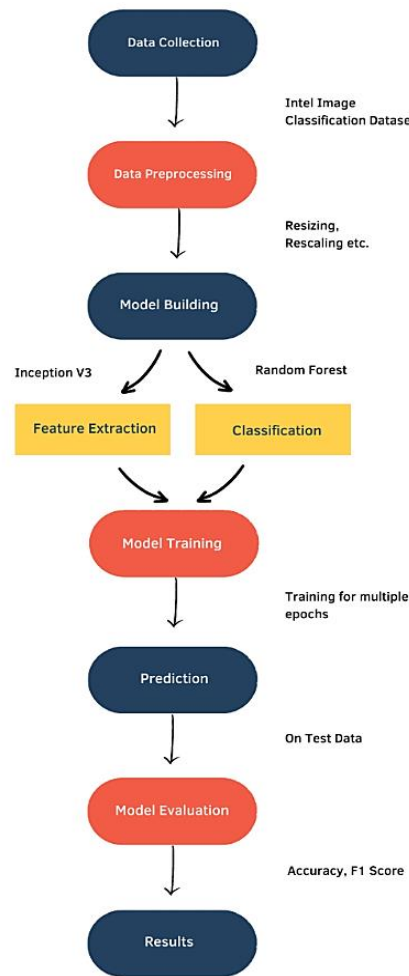 Data Collection
Intel Image
Classification Datase
Data Preprocessing
Resizing,
Rescaling etc.
Model Building
Inception V3
Random Forest
Feature Extraction
Classification
Model Training
Training for multiple
epochs
Prediction
On Test Data
Model Evaluation
Accuracy, F1 Score
Results